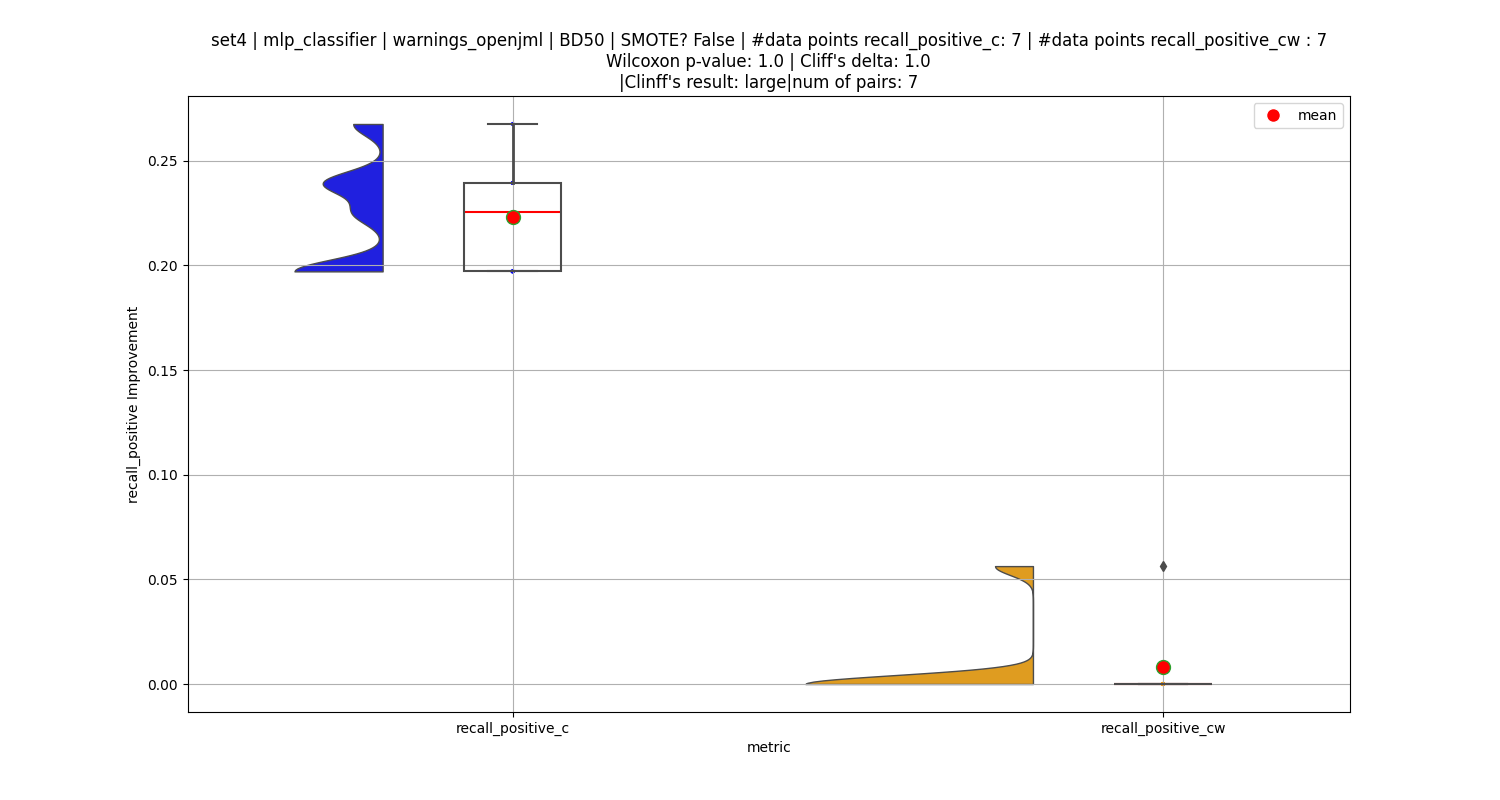 set4 | mlp_classifier | warnings_openjml | BD50 | SMOTE? False | #data points recall_positive_c: 7 | #data points recall_positive_cw : 7
Wilcoxon p-value: 1.0 | Cliff's delta: 1.0
|Clinff's result: large|num of pairs: 7
mean
recall_positive Improvement
0.25
0.20
0.15
0.10
0.05
0.00
recall_positive_c
recall_positive_cw
metric